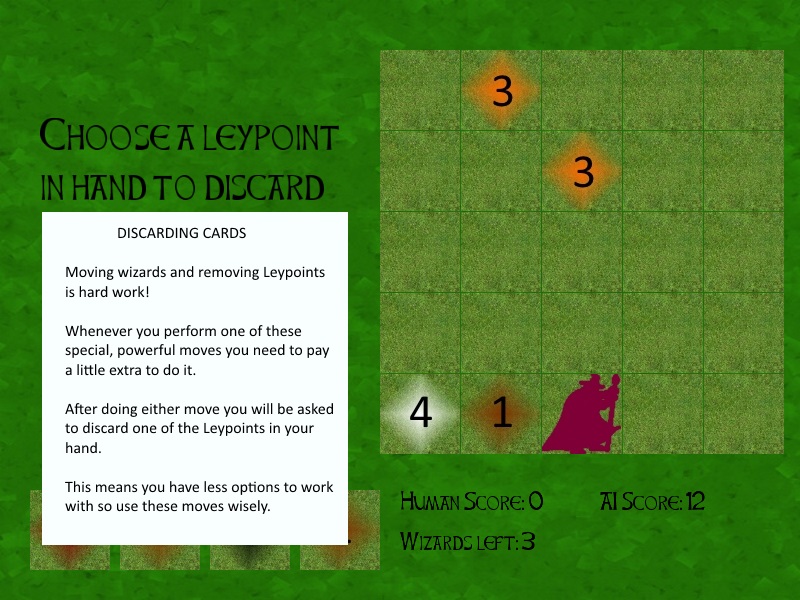 3
CHOOSE A LEYPOINT
3
IN HAND TO DISCARD
DISCARDING CARDS
Moving wizards and removing Leypoints
is hard work!
Whenever you perform one of these
special, powerful moves you need to pay
a little extra to do it.
After doing either move you will be asked
to discard one of the Leypoints in your
hand.
This means you have less options to work
with so use these moves wisely.
4
1
HUMAN SCORE: 0
AI SCORE: 12
WIZARDS LEFT: 3